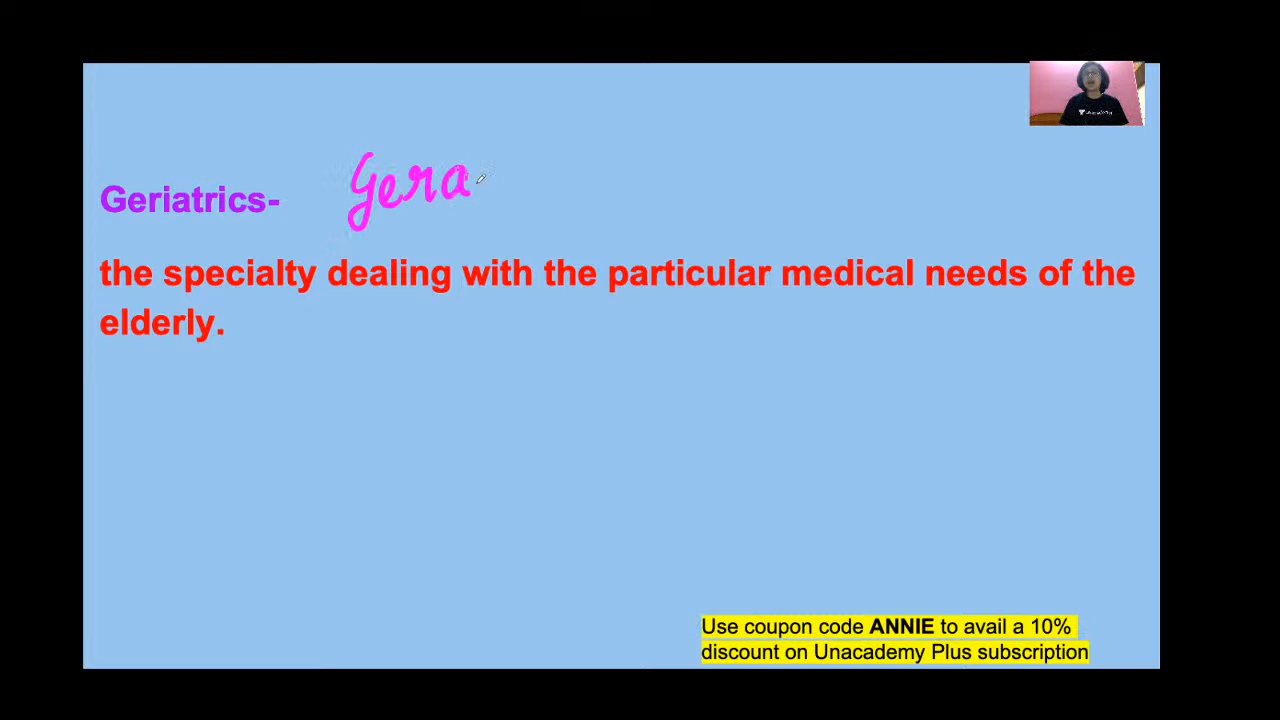 Geriatrics-
Gera
the specialty dealing with the particular medical needs of the
elderly.
Use coupon code ANNIE to avail a 10%
discount on Unacademy Plus subscription